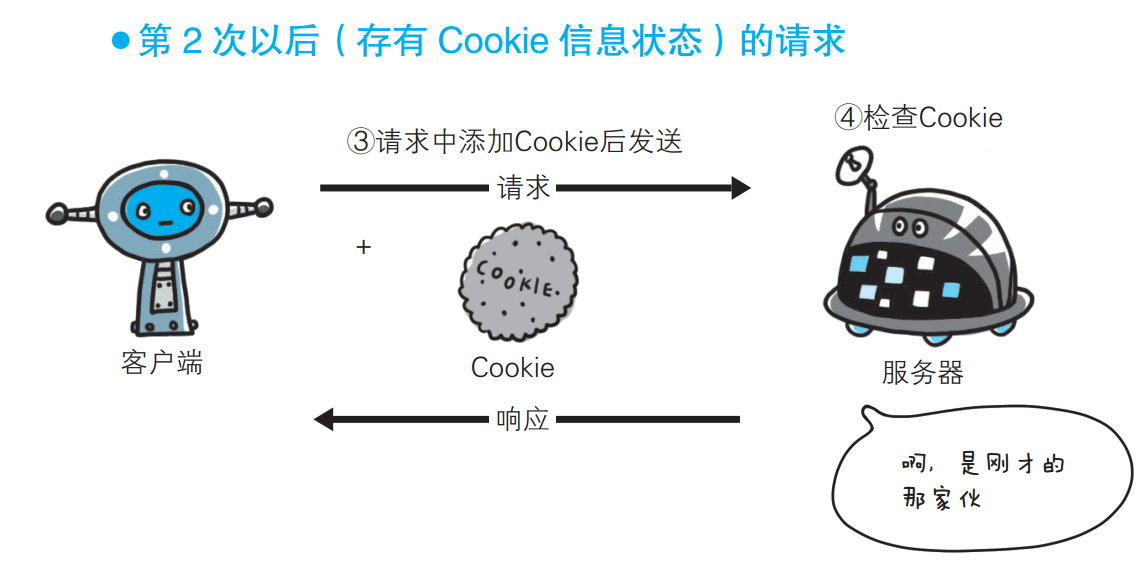 ●第 2 次以后（存有 Cookie 信息状态）的请求
④检查Cookie
③请求中添加Cookie后发送
请求
+
COOKIE.
客户端
Cookie
服务器
响应
啊，是刚才的
那家伙